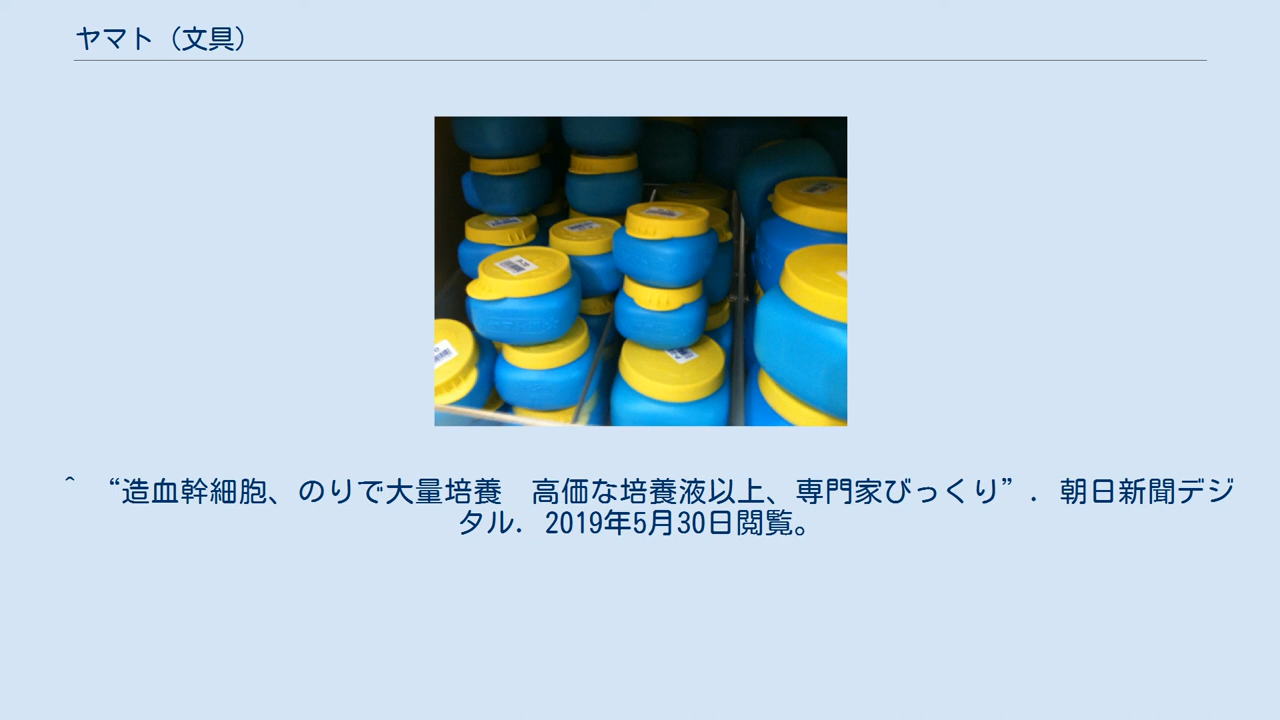 ヤマト（文具）
^ “造血幹細胞、のりで大量培養　高価な培養液以上、専門家びっくり”. 朝日新聞デジ
タル. 2019年5月30日閲覧。